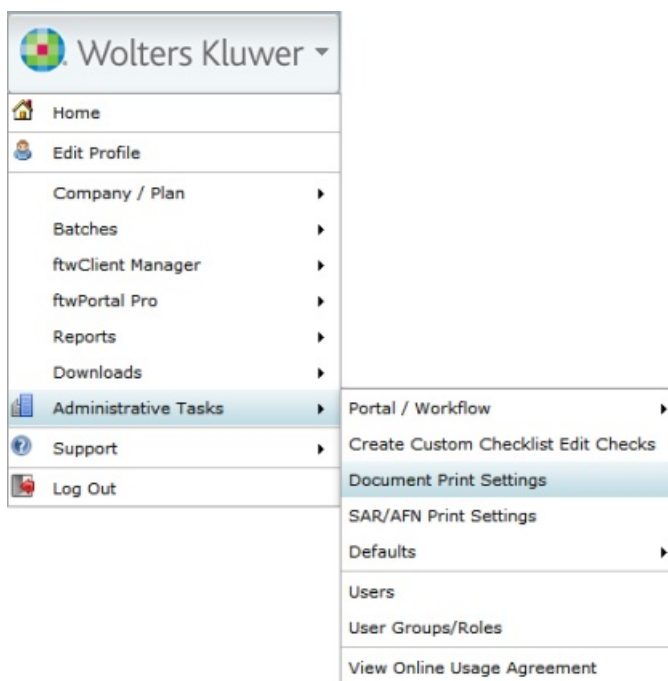 Wolters Kluwer
Home
Edit Profile
Company / Plan
Batches
ftwClient Manager
ftwPortal Pro
Reports
Downloads
Administrative Tasks
Support
Log Out
Portal / Workflow
Create Custom Checklist Edit Checks
Document Print Settings
SAR/AFN Print Settings
Defaults
Users
User Groups/Roles
View Online Usage Agreement